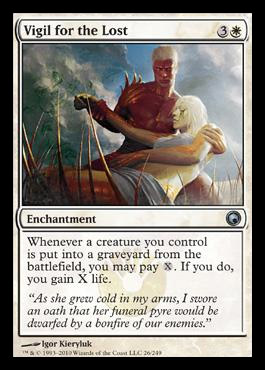 Vigil for the Lost 3
Enchantment
Whenever a creature you control
is put into a graveyard from the
battlefield, you may pay X. If you do,
you gain X life.
“As she grew cold in my arms, I swore
an oath that her funeral pyre would
be dwarfed by a bonfire of our enemies.”
Igor Kieryluk
™ & © 1993–2010 Wizards of the Coast LLC 26/249